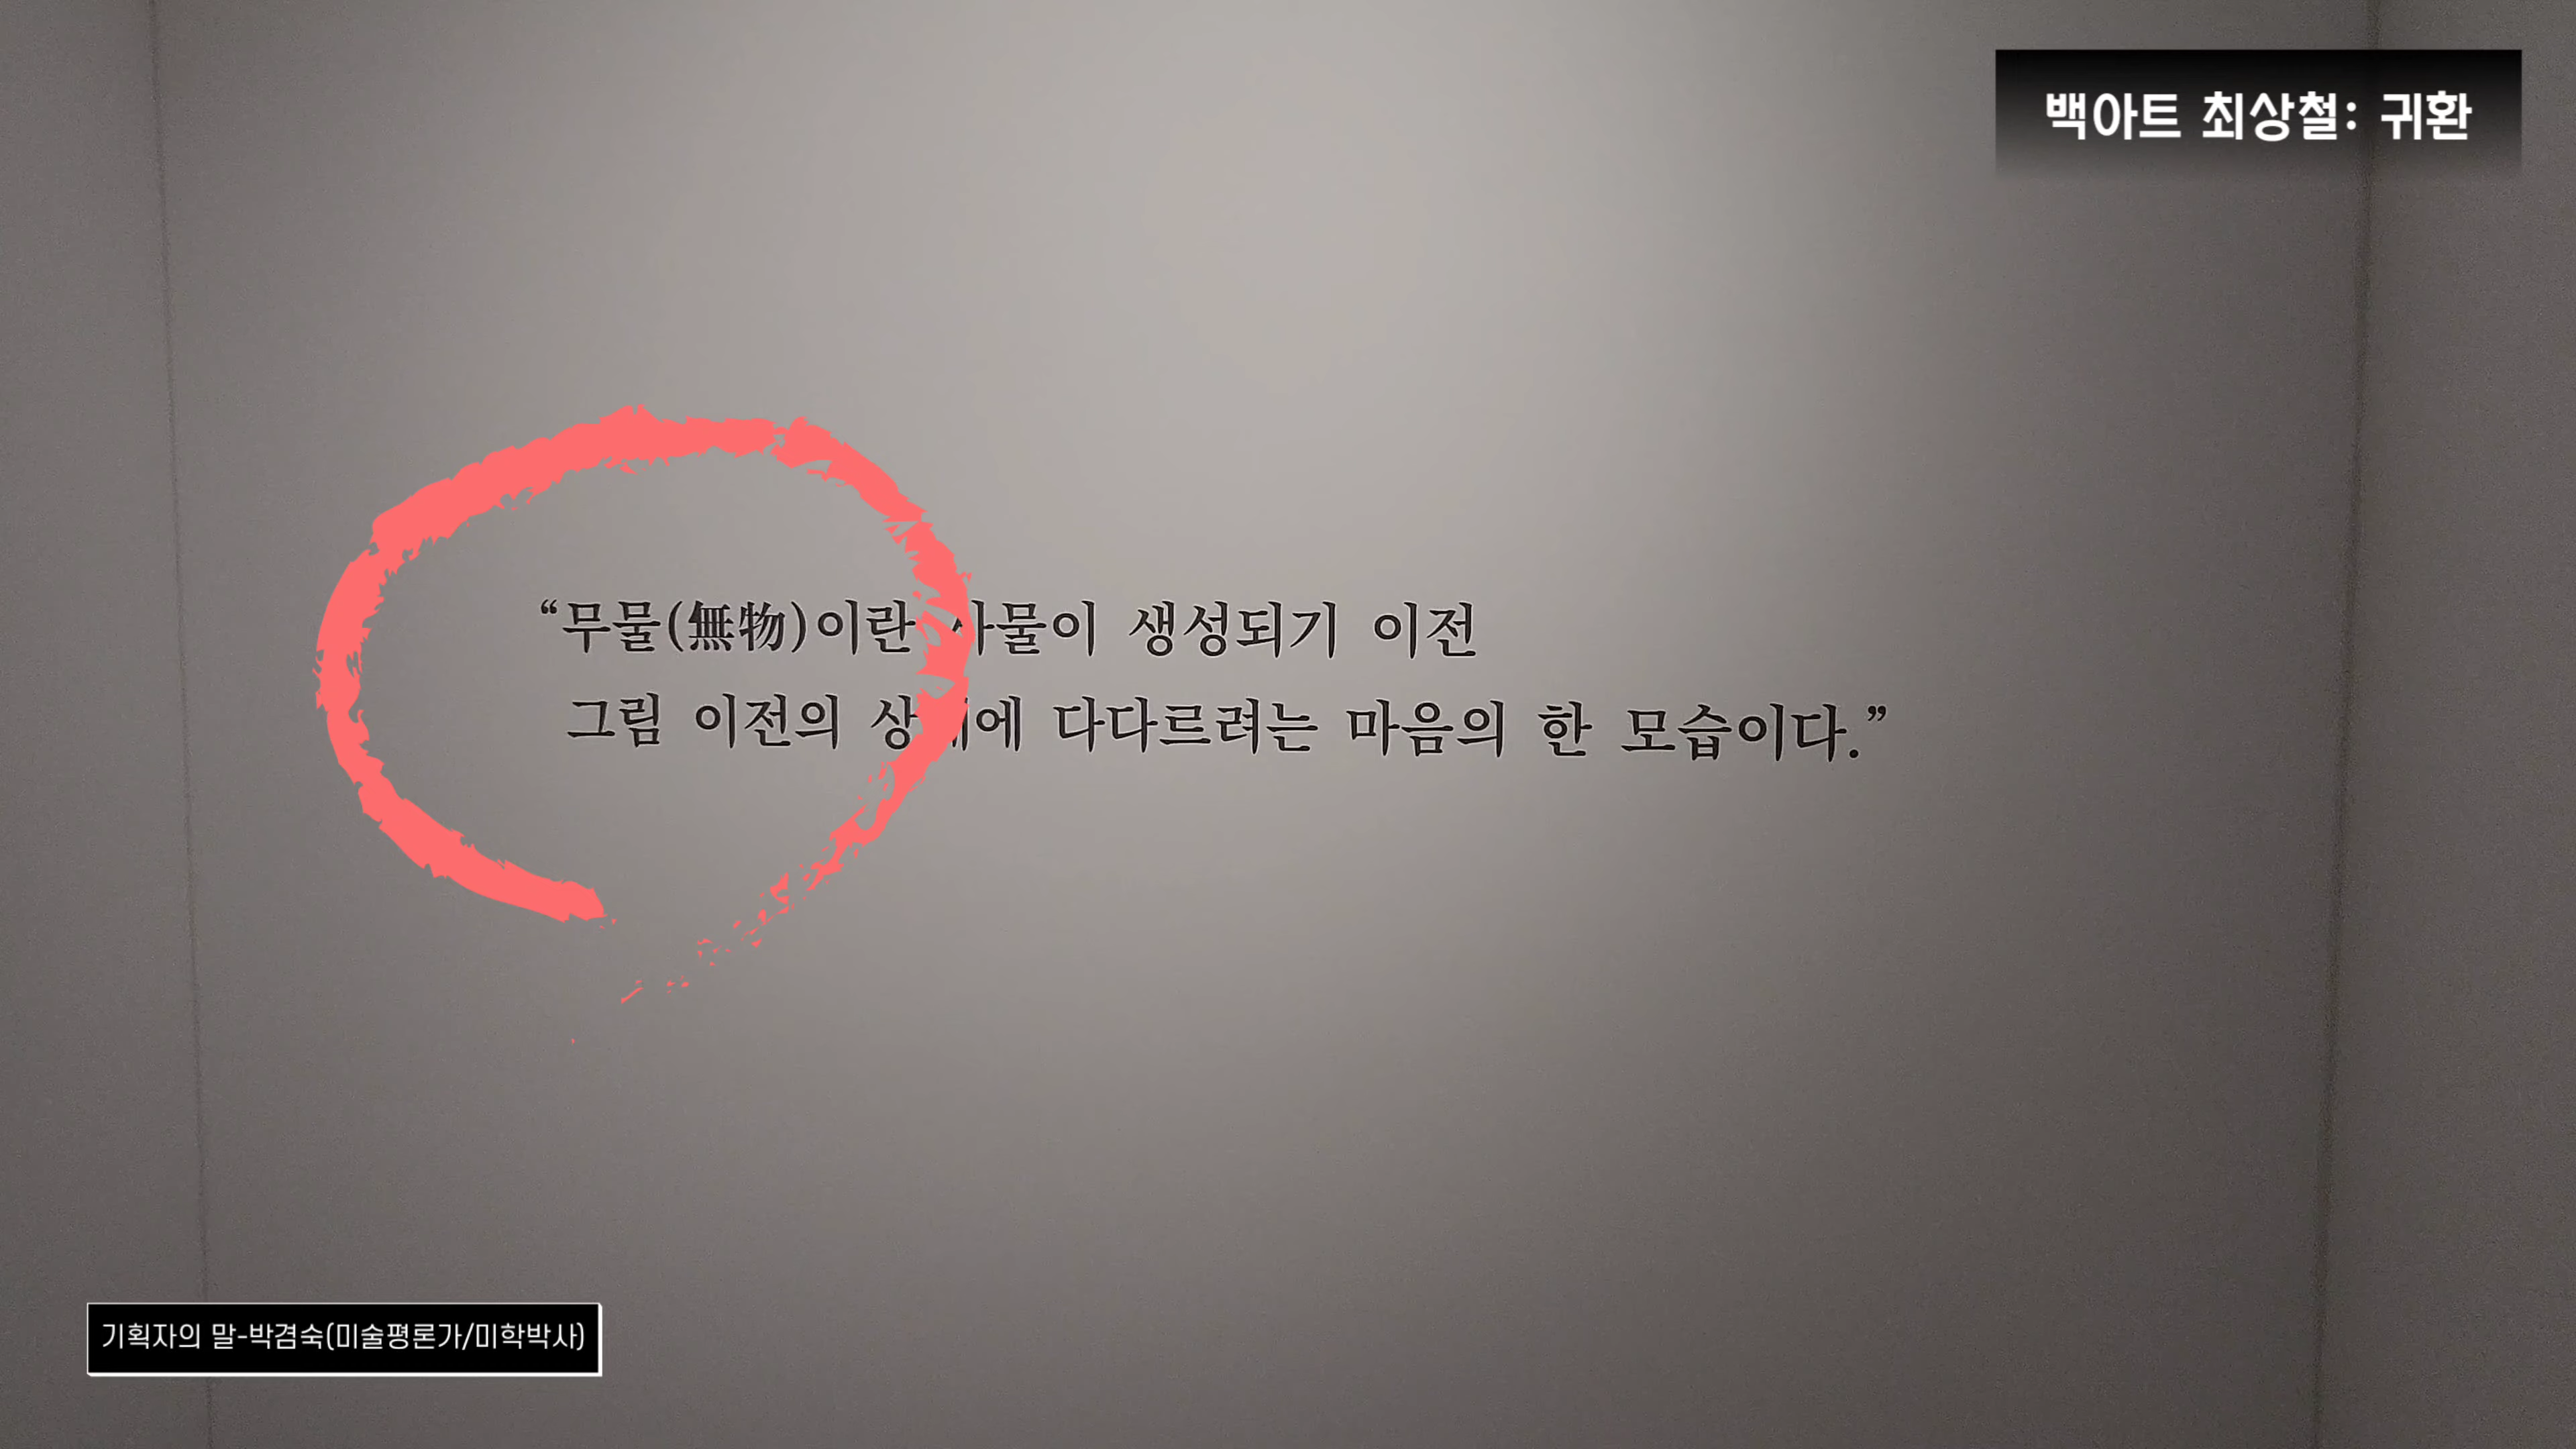 백아트 최상철: 귀환
“무물(無物)이란 사물이 생성되기 이전
그림 이전의 상태에 다다르려는 마음의 한 모습이다.”
기획자의 말-박겸숙(미술평론가/미학박사)